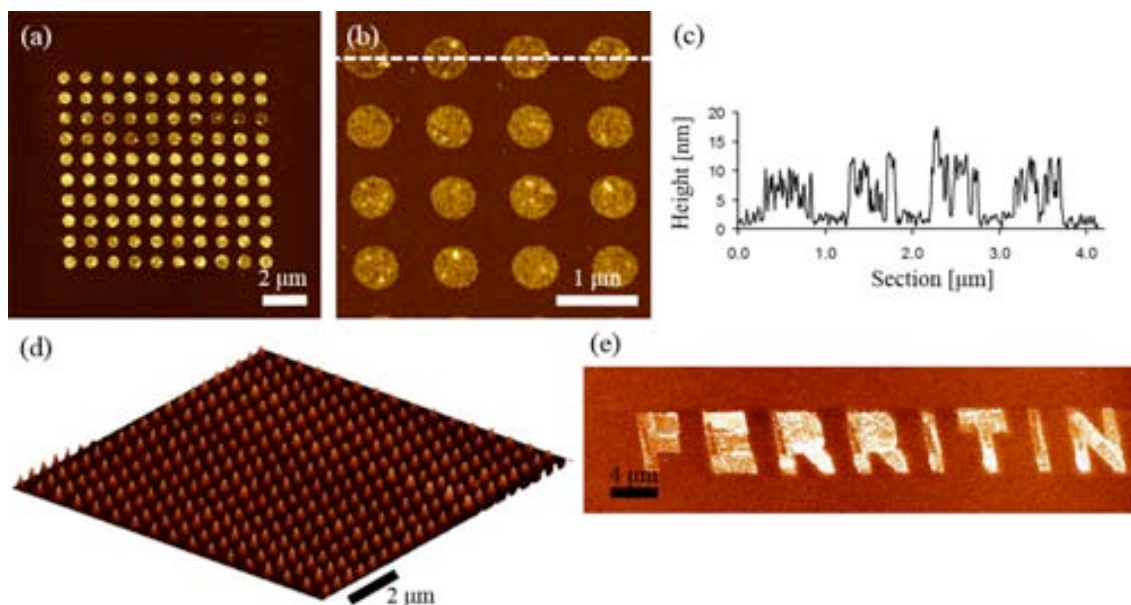 (a)
2 μm
(b)
1 μm
(c)
Height [nm]
20
15
10
5
0
0.0
1.0
2.0
3.0
4.0
Section [μm]
(d)
2 μm
(e)
FERRITIN
4 μm